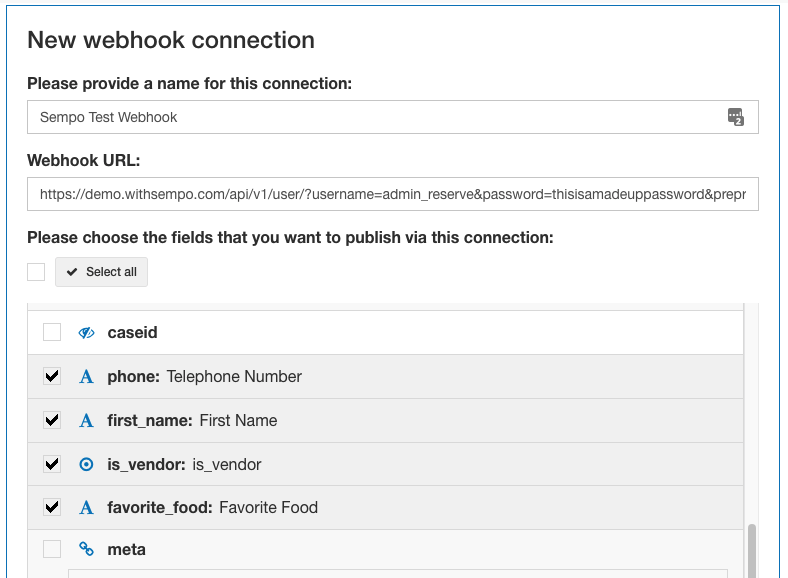 New webhook connection
Please provide a name for this connection:
Sempo Test Webhook
2
Webhook URL:
https://demo.withsempo.com/api/v1/user/?username=admin_reserve&password=thisisamadeuppassword&prepr
Please choose the fields that you want to publish via this connection:
Select all
caseid
A phone: Telephone Number
A first_name: First Name
is_vendor: is_vendor
A favorite_food: Favorite Food
meta